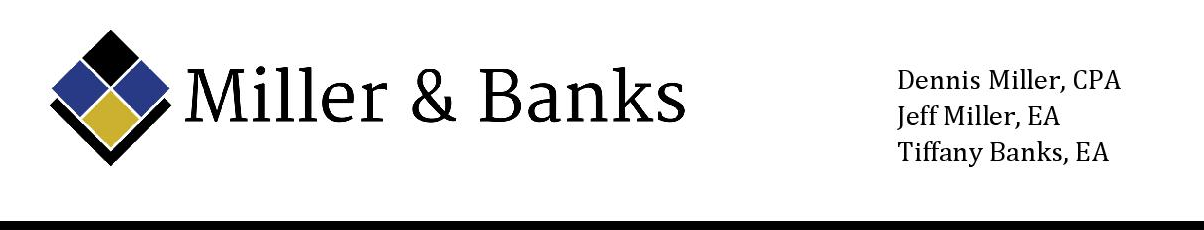 Miller & Banks
Dennis Miller, CPA
Jeff Miller, EA
Tiffany Banks, EA